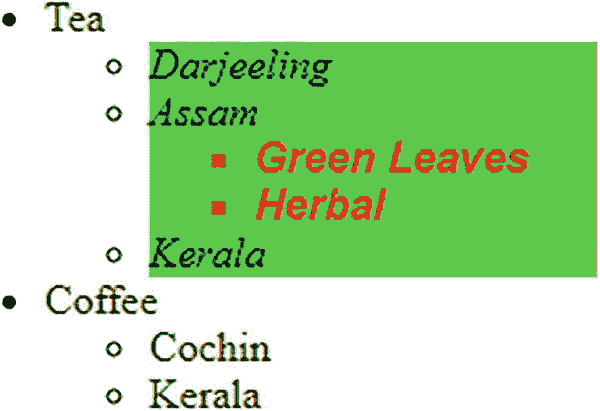 Tea
Darjeeling
Assam
Green Leaves
Herbal
Kerala
Coffee
Cochin
Kerala